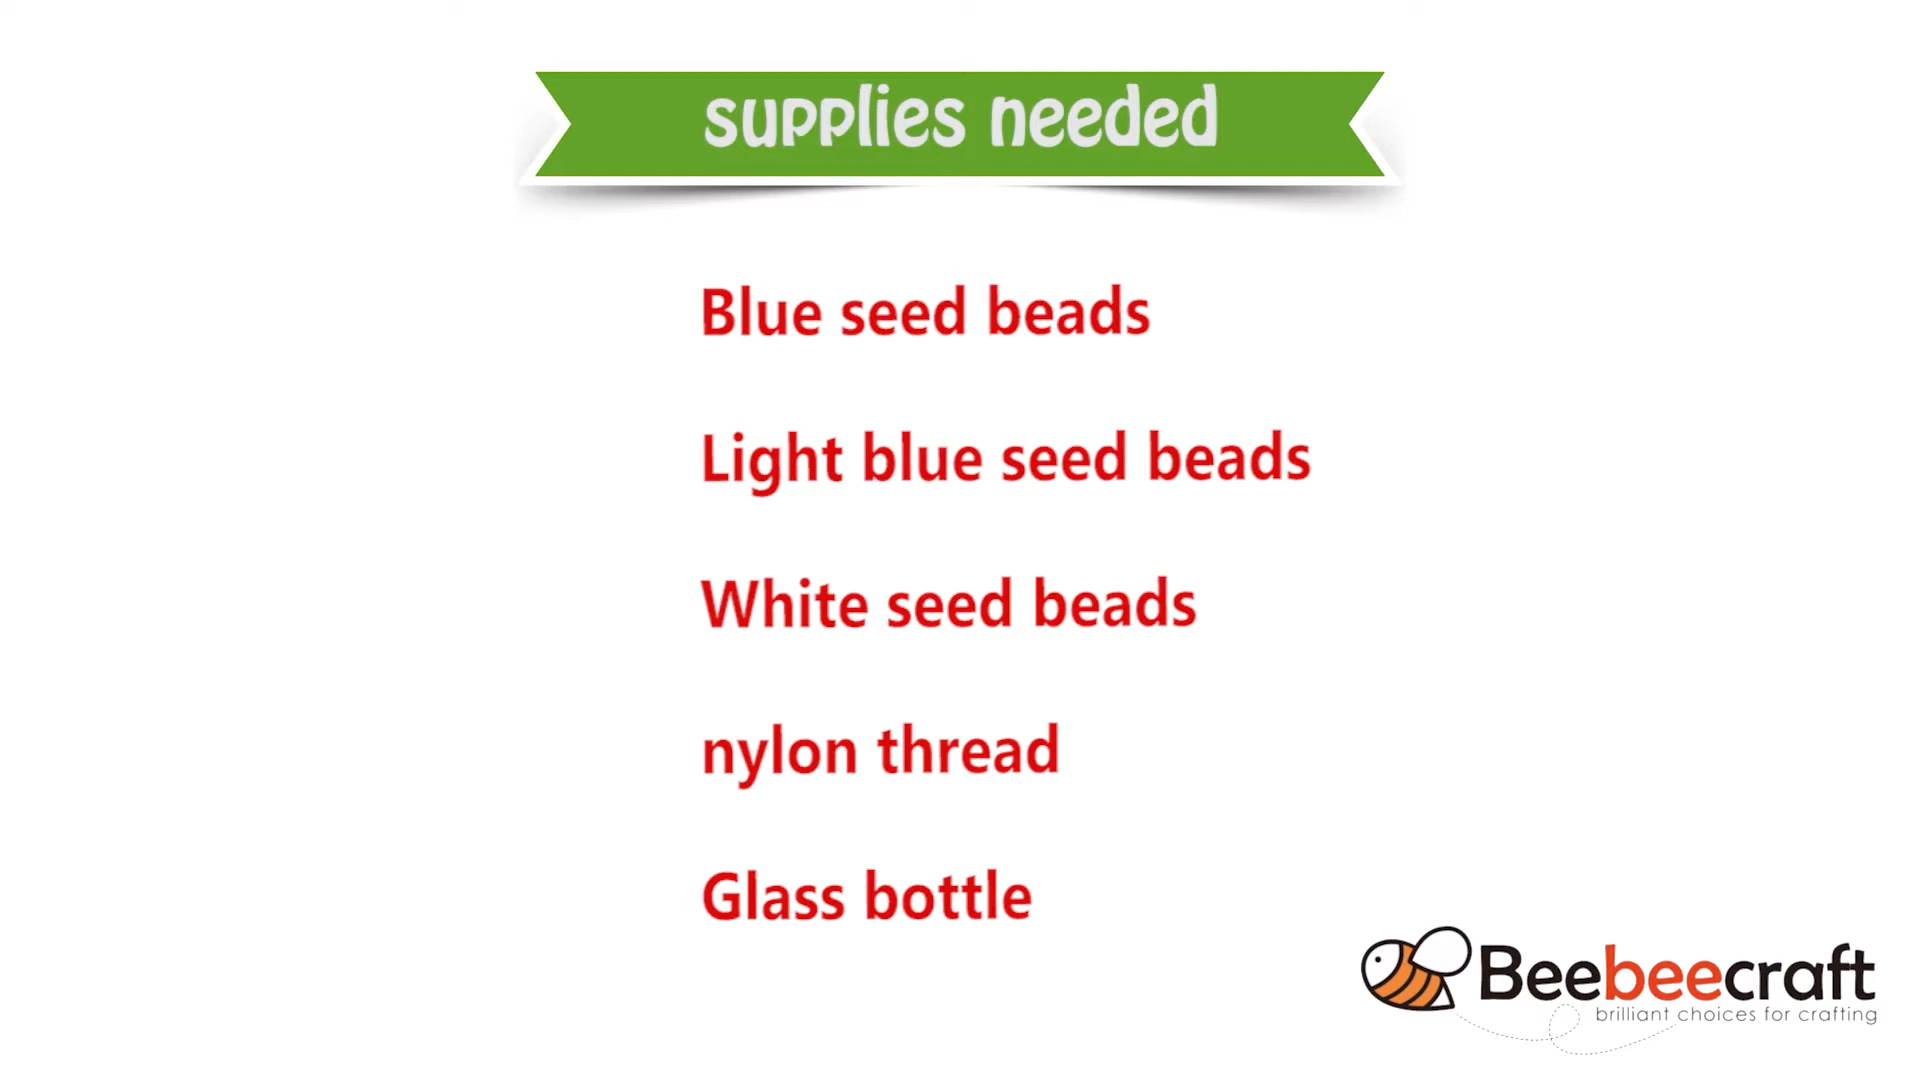 supplies needed
Blue seed beads
Light blue seed beads
White seed beads
nylon thread
Glass bottle
Beebeecraft
brilliant choices for crafting